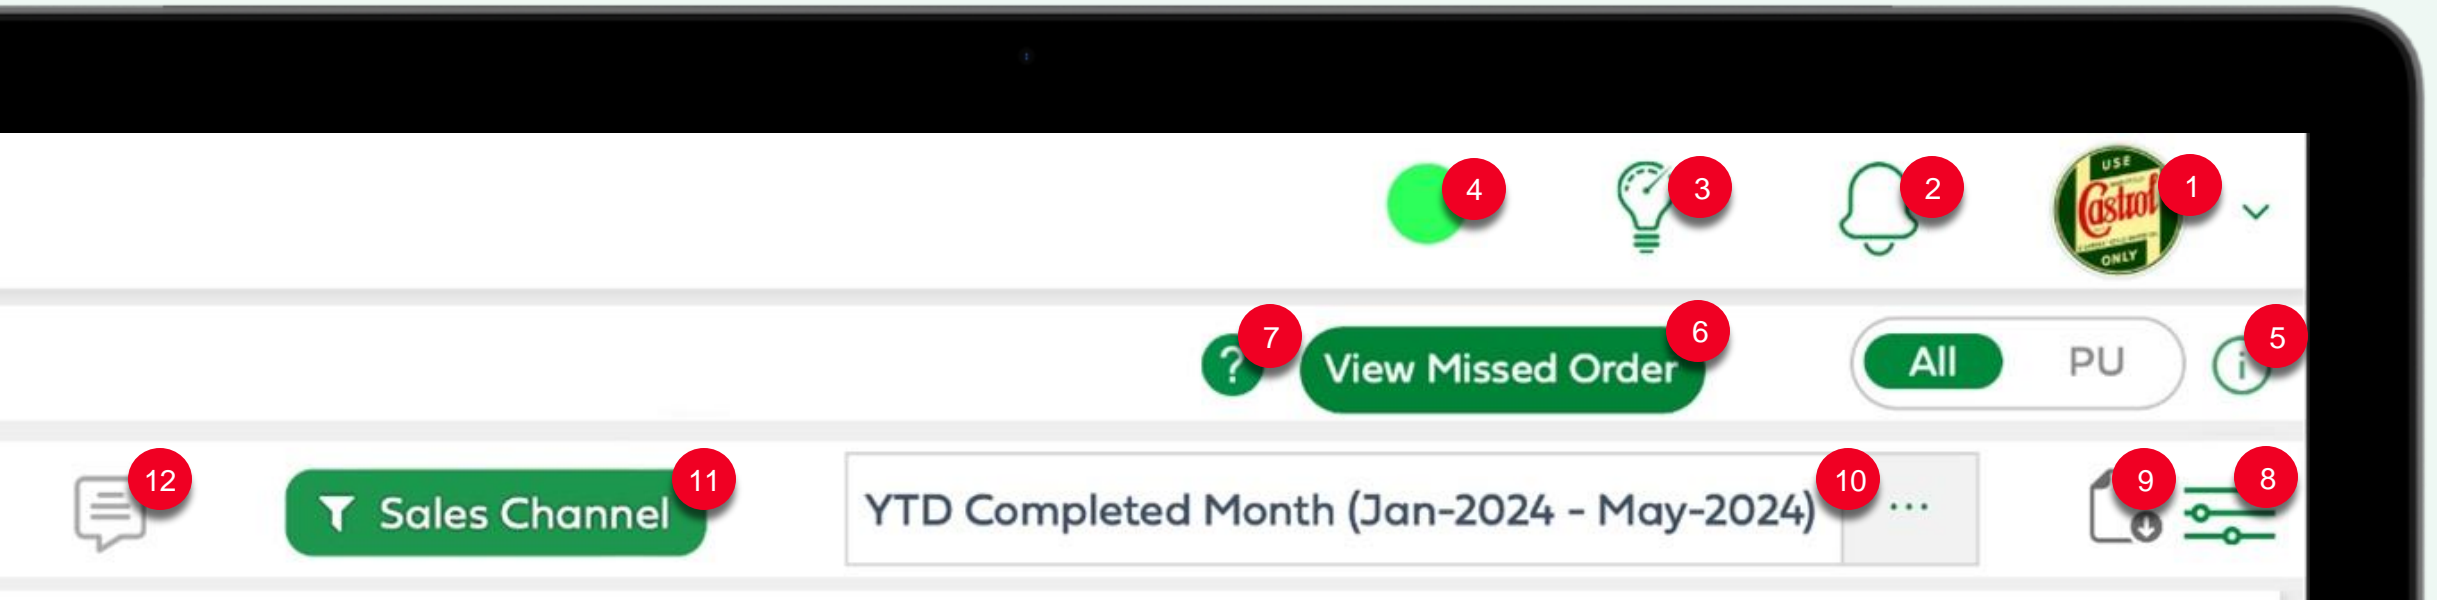 4
3
2
USE
Castrol
ONLY
1
7
?
View Missed Order
6
All
PU
i
5
12
Sales Channel
11
YTD Completed Month (Jan-2024 - May-2024)
10
...
9
8